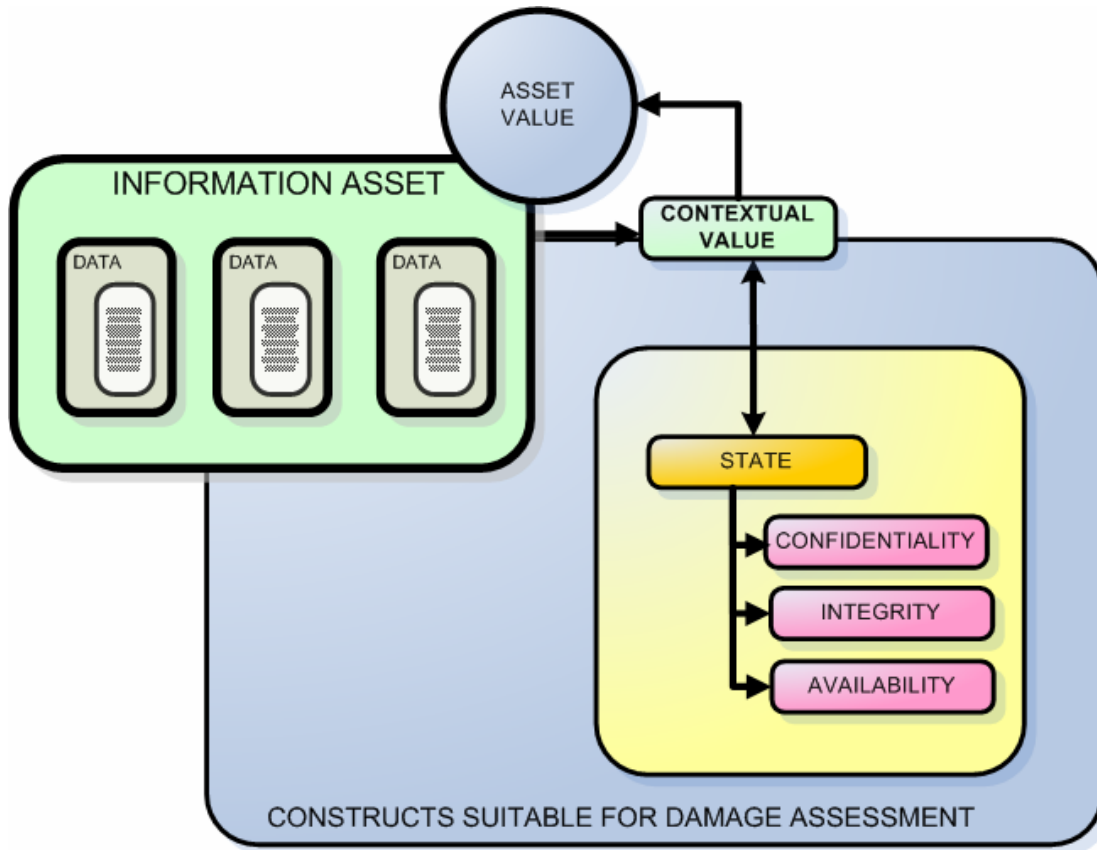 ASSET
VALUE
INFORMATION ASSET
CONTEXTUAL
VALUE
DATA
DATA
DATA
STATE
CONFIDENTIALITY
INTEGRITY
AVAILABILITY
CONSTRUCTS SUITABLE FOR DAMAGE ASSESSMENT